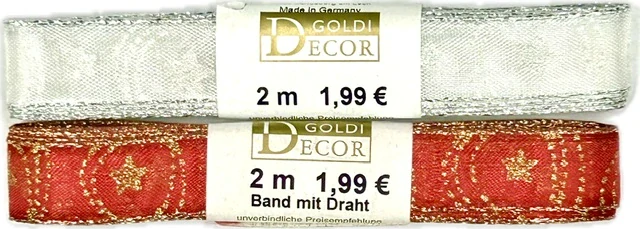 Made in Germany
GOLDI
DECOR
2 m 1,99 €
unverbindliche Preisempfehlung
GOLDI
DECOR
2 m 1,99 €
Band mit Draht
unverbindliche Preisempfehlung